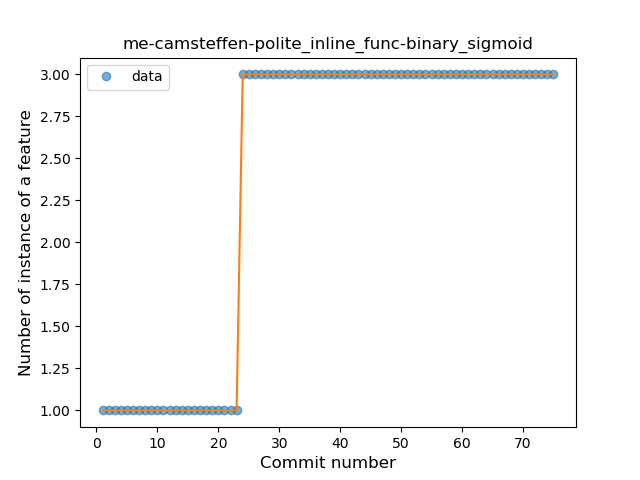 me-camsteffen-polite_inline_func-binary_sigmoid
data
Number of instance of a feature
3.00
2.75
2.50
2.25
2.00
1.75
1.50
1.25
1.00
0 10 20 30 40 50 60 70
Commit number